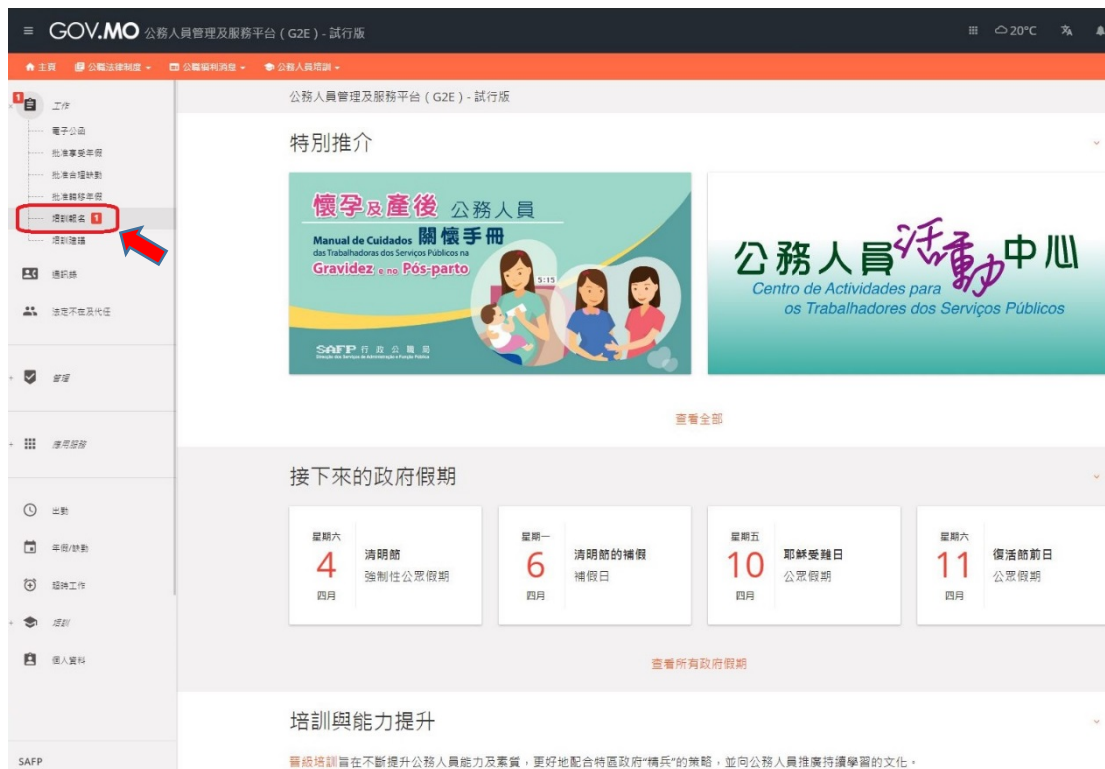 GOV.MO 公務人員管理及服務平台 ( G2E ) - 試行版
20°C
主頁 公職法律制度 公職福利消息 公務人員培訓
公務人員管理及服務平台 ( G2E ) - 試行版
1
工作
電子公函
批准享受年假
批准合理缺勤
批准轉移年假
培訓報名 1
培訓建議
通訊錄
法定不在及代任
管理
應用服務
出勤
年假/缺勤
超時工作
培訓
個人資料
SAFP
特別推介
懷孕及產後 公務人員
Manual de Cuidados 關懷手冊
das Trabalhadoras dos Serviços Públicos na
Gravidez e no Pós-parto
5:15
SAFP 行政公職局
Direcção dos Serviços de Administração e Função Pública
公務人員活動中心
Centro de Actividades para
os Trabalhadores dos Serviços Públicos
查看全部
接下來的政府假期
星期六
4
四月
清明節
強制性公眾假期
星期一
6
四月
清明節的補假
補假日
星期五
10
四月
耶穌受難日
公眾假期
星期六
11
四月
復活節前日
公眾假期
查看所有政府假期
培訓與能力提升
晉級培訓旨在不斷提升公務人員能力及素質，更好地配合特區政府“精兵”的策略，並向公務人員推廣持續學習的文化。